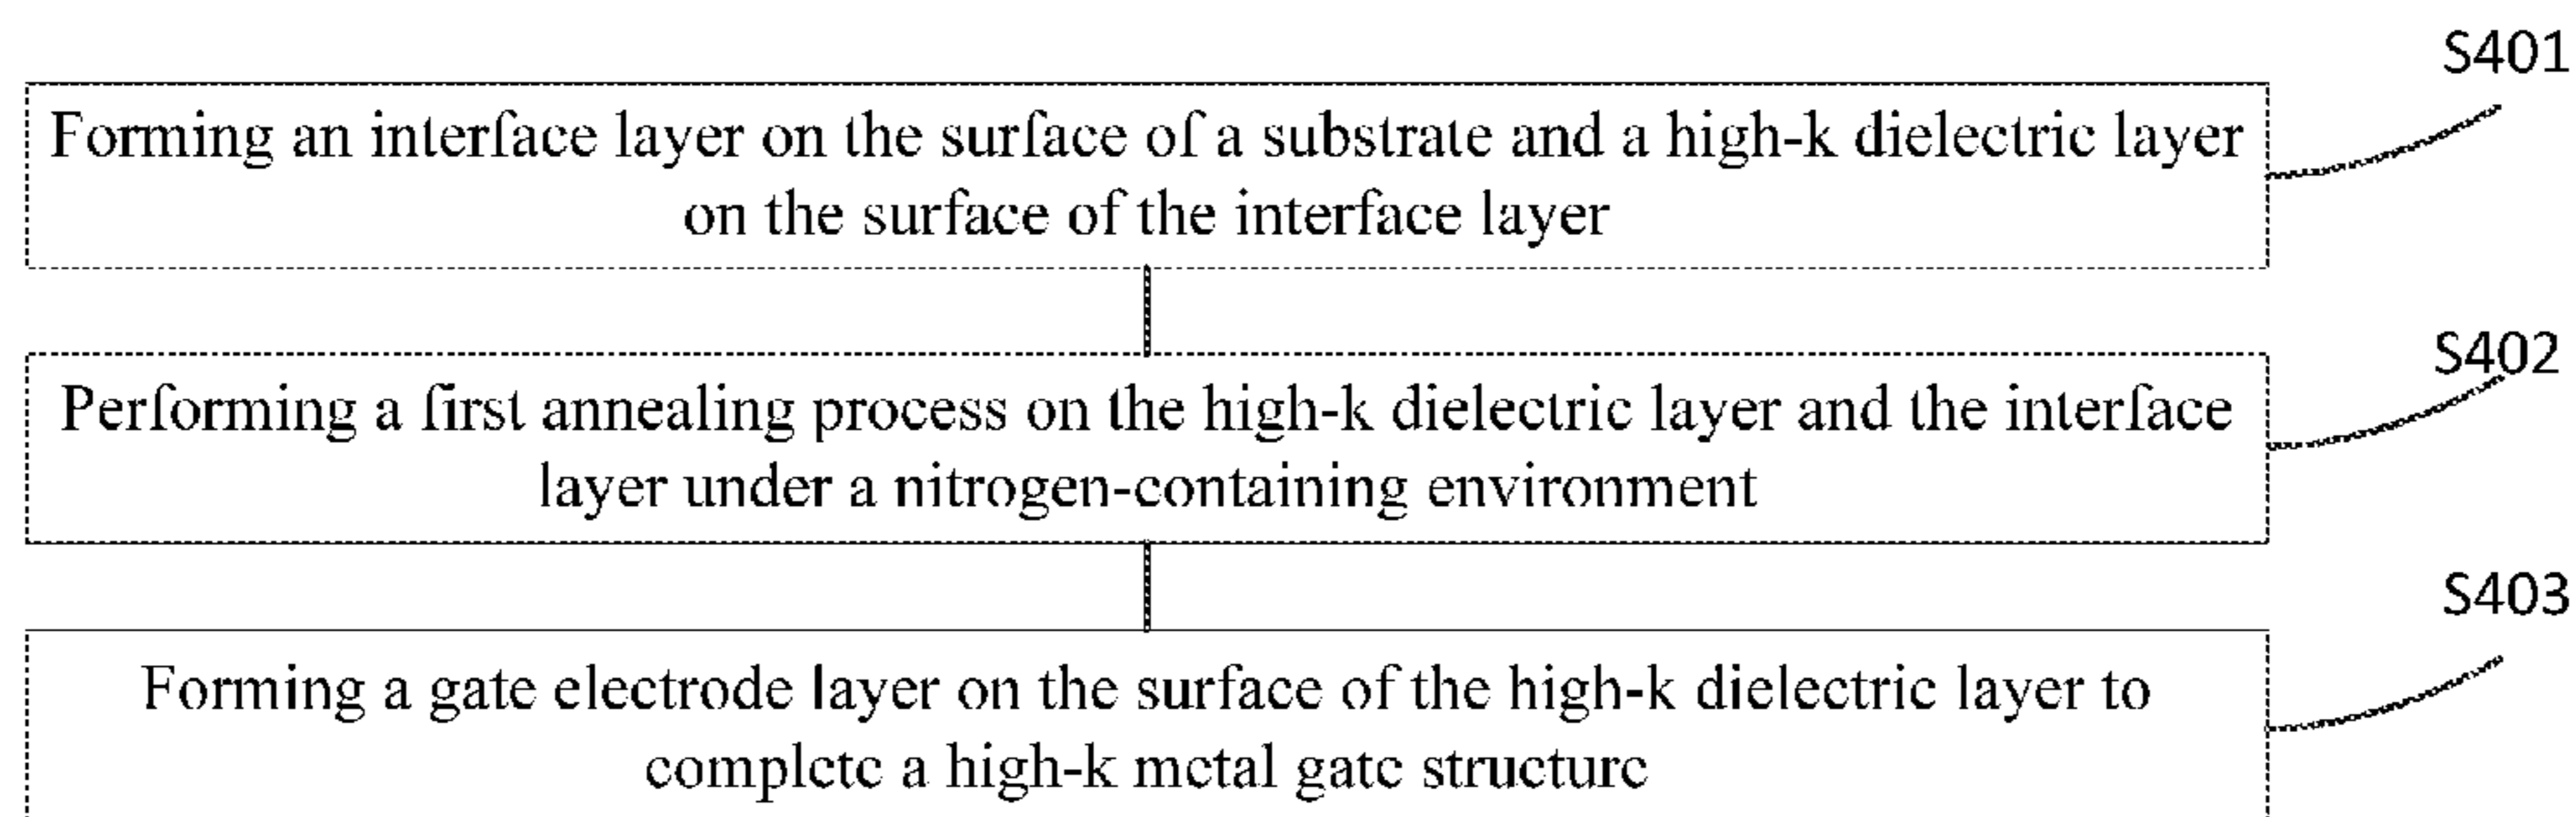 S401
Forming an interface layer on the surface of a substrate and a high-k dielectric layer
on the surface of the interface layer
S402
Performing a first annealing process on the high-k dielectric layer and the interface
layer under a nitrogen-containing environment
S403
Forming a gate electrode layer on the surface of the high-k dielectric layer to
complete a high-k metal gate structure